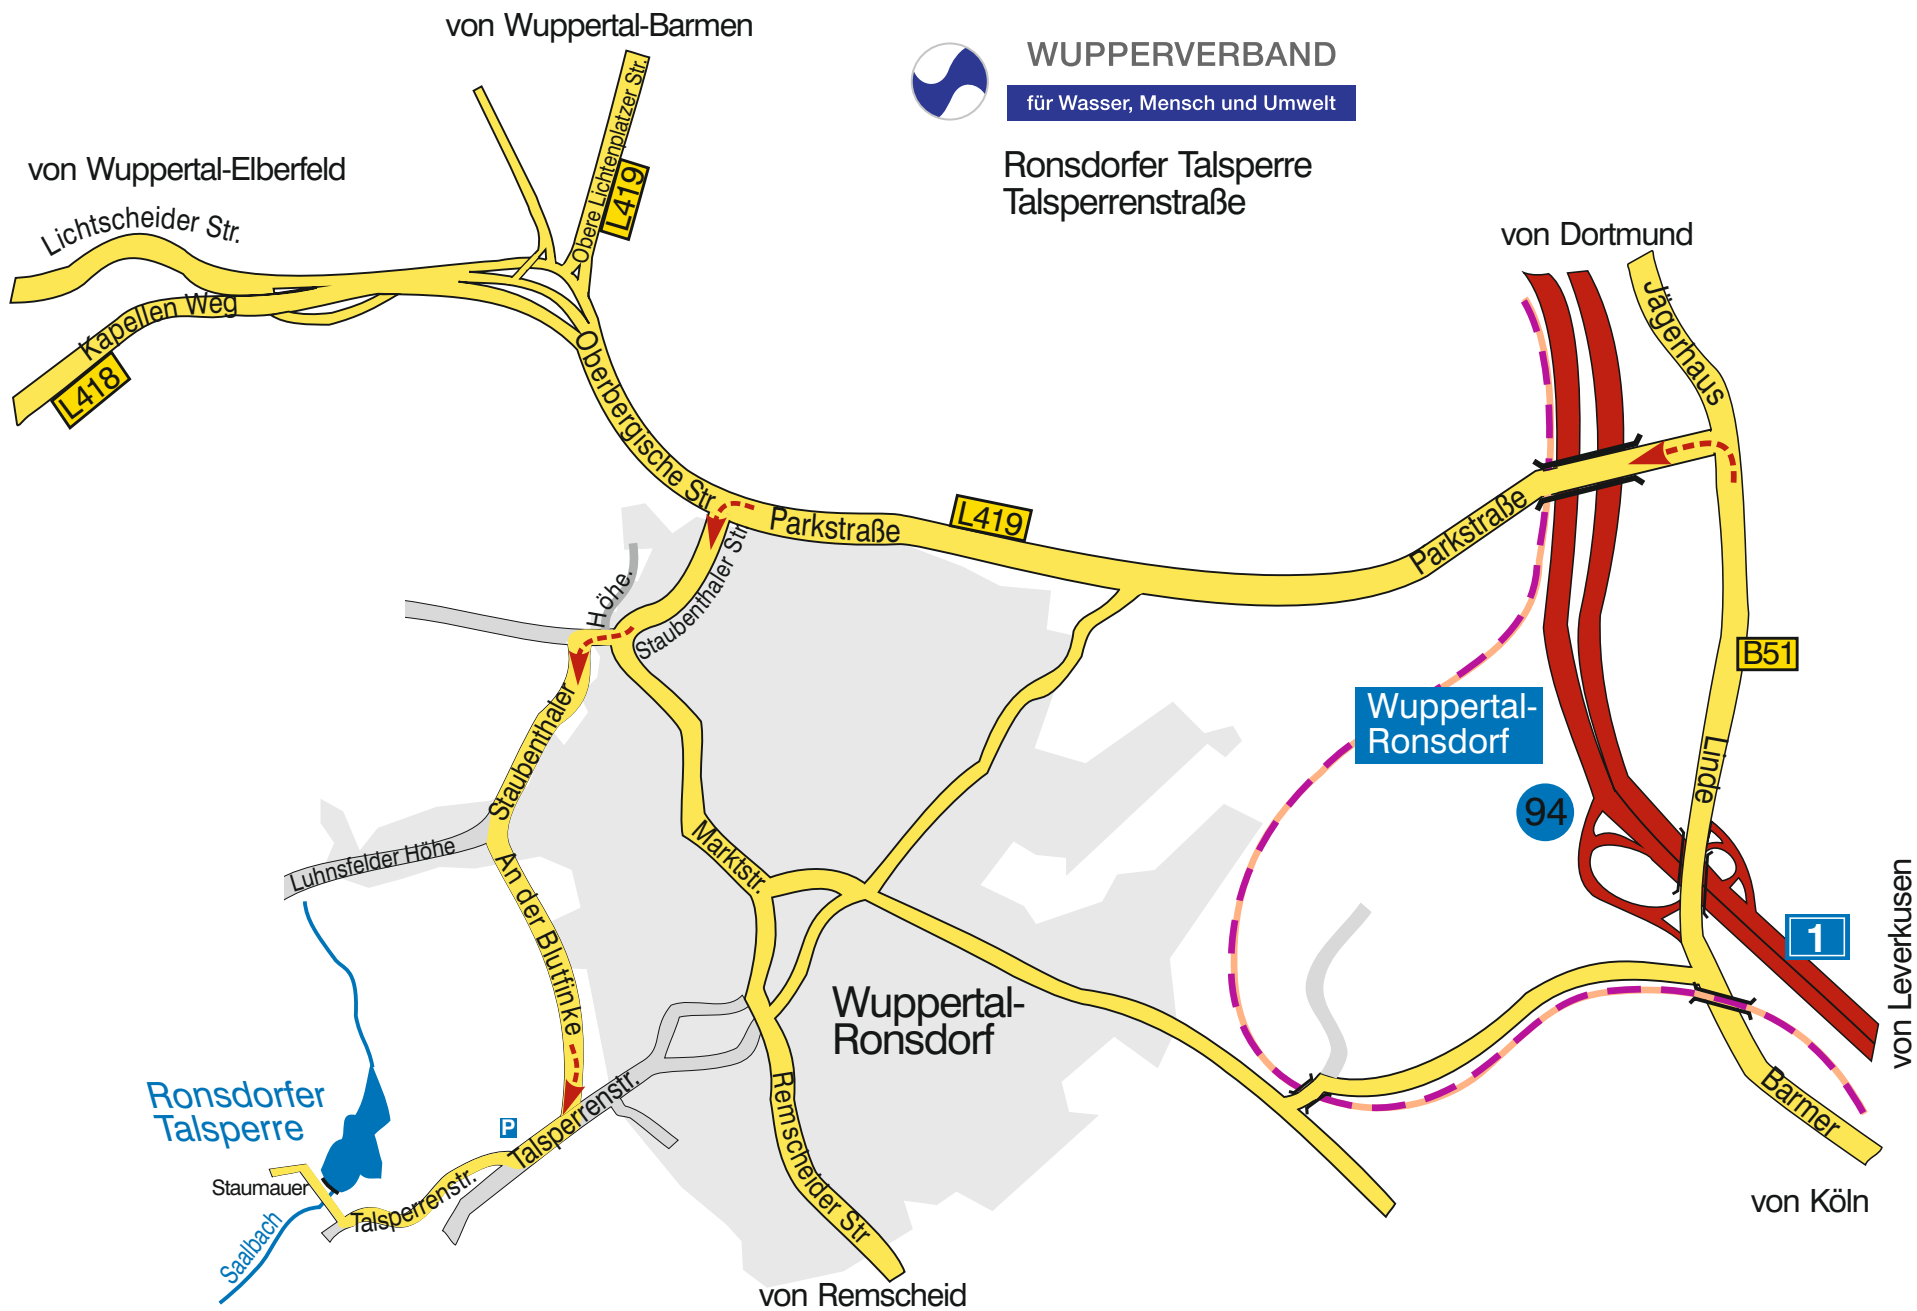 von Wuppertal-Barmen
WUPPERVERBAND
für Wasser, Mensch und Umwelt
Ronsdorfer Talsperre
Talsperrenstraße
von Wuppertal-Elberfeld
Lichtscheider Str.
Obere Lichtenplatzer Str.
L419
von Dortmund
Jägerhaus
Kapellen Weg
L418
Oberbergische Str.
Parkstraße
L419
Parkstraße
Staubenthaler Str.
Höhe.
B51
Wuppertal-
Ronsdorf
Staubenthaler
Linde
94
Marktstr.
Luhnsfelder Höhe
An der Blutfinke
1
von Leverkusen
Wuppertal-
Ronsdorf
Ronsdorfer
Talsperre
P
Talsperrenstr.
Remscheider Str
Barmer
Staumauer
Talsperrenstr.
Saalbach
von Köln
von Remscheid